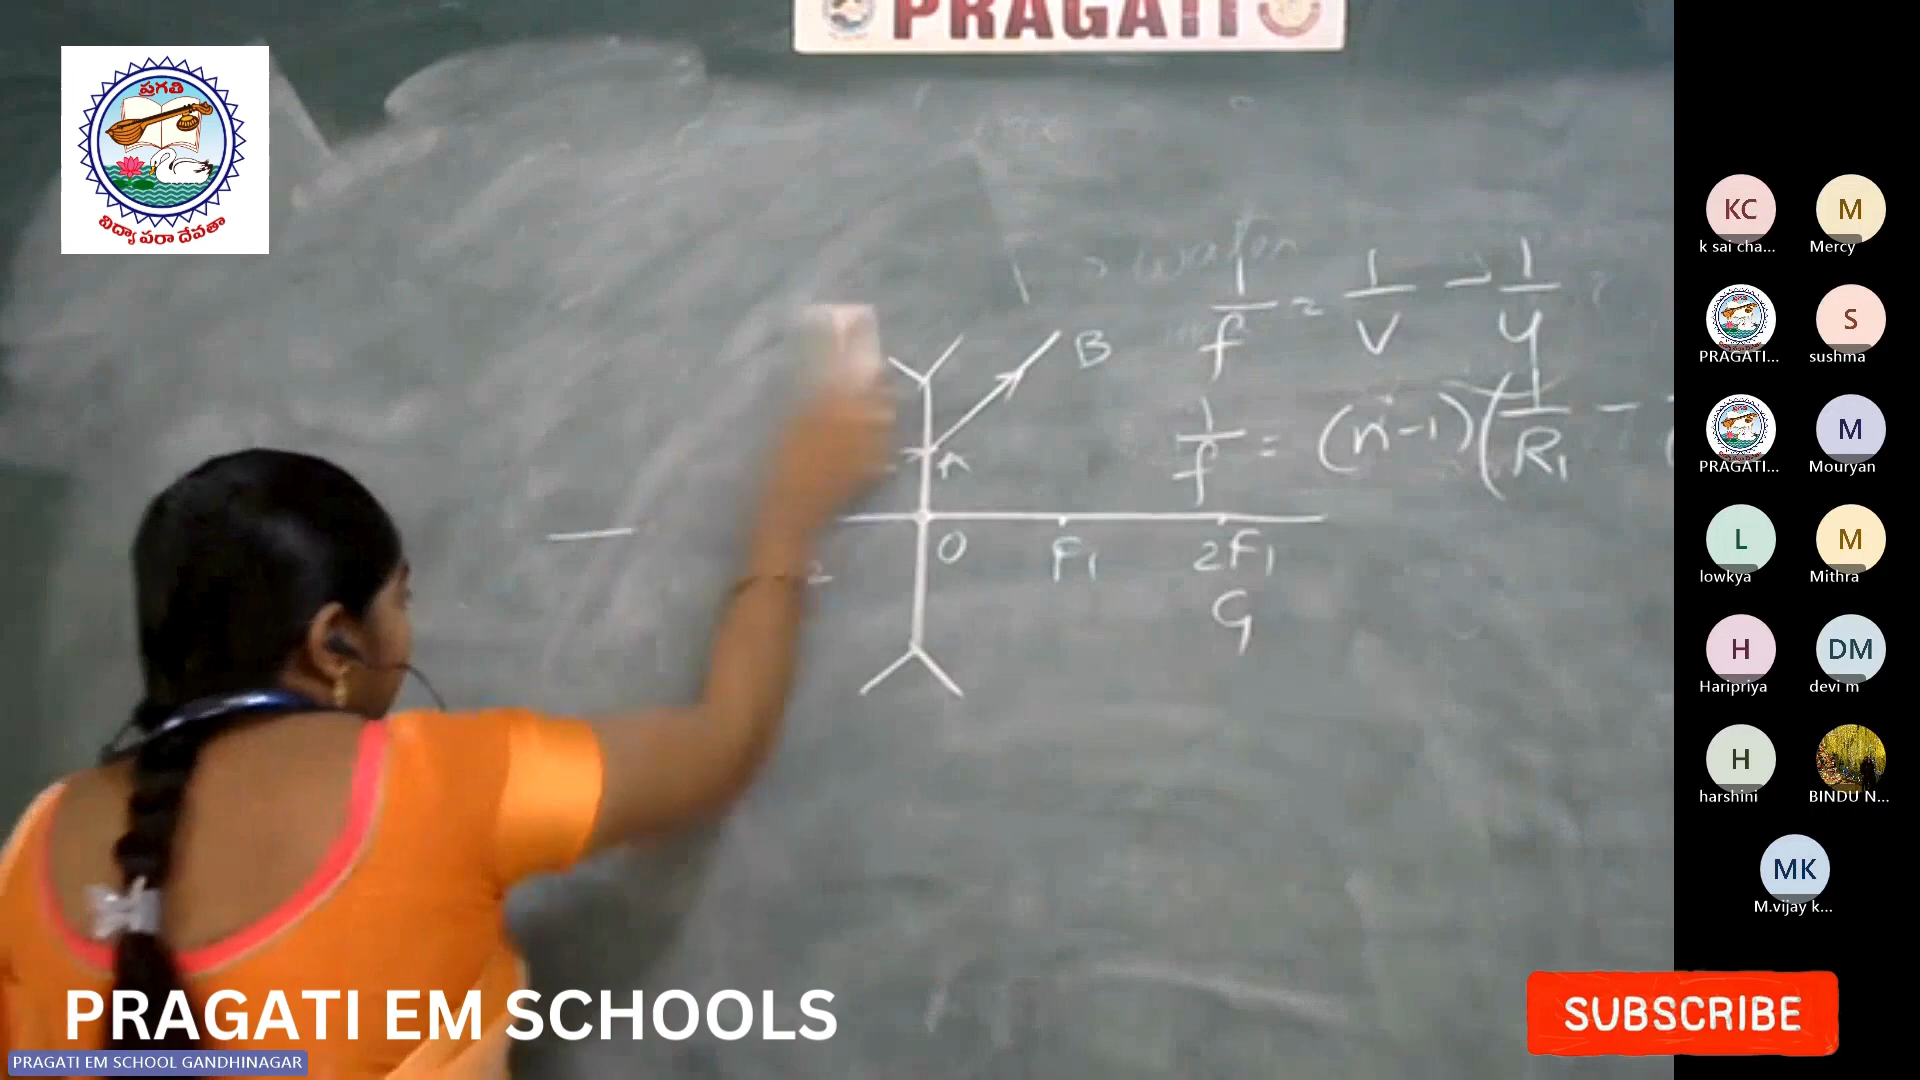 PRAGATI
ప్రగతి
విద్యా పరా దేవతా
water
1/f = 1/v - 1/u
1/f = (n-1)(1/R1 -
B
A
O
F1
2F1
2
G
KC
k sai cha...
M
Mercy
PRAGATI...
S
sushma
PRAGATI...
M
Mouryan
L
lowkya
M
Mithra
H
Haripriya
DM
devi m
H
harshini
BINDU N...
MK
M.vijay k...
PRAGATI EM SCHOOLS
SUBSCRIBE
PRAGATI EM SCHOOL GANDHINAGAR